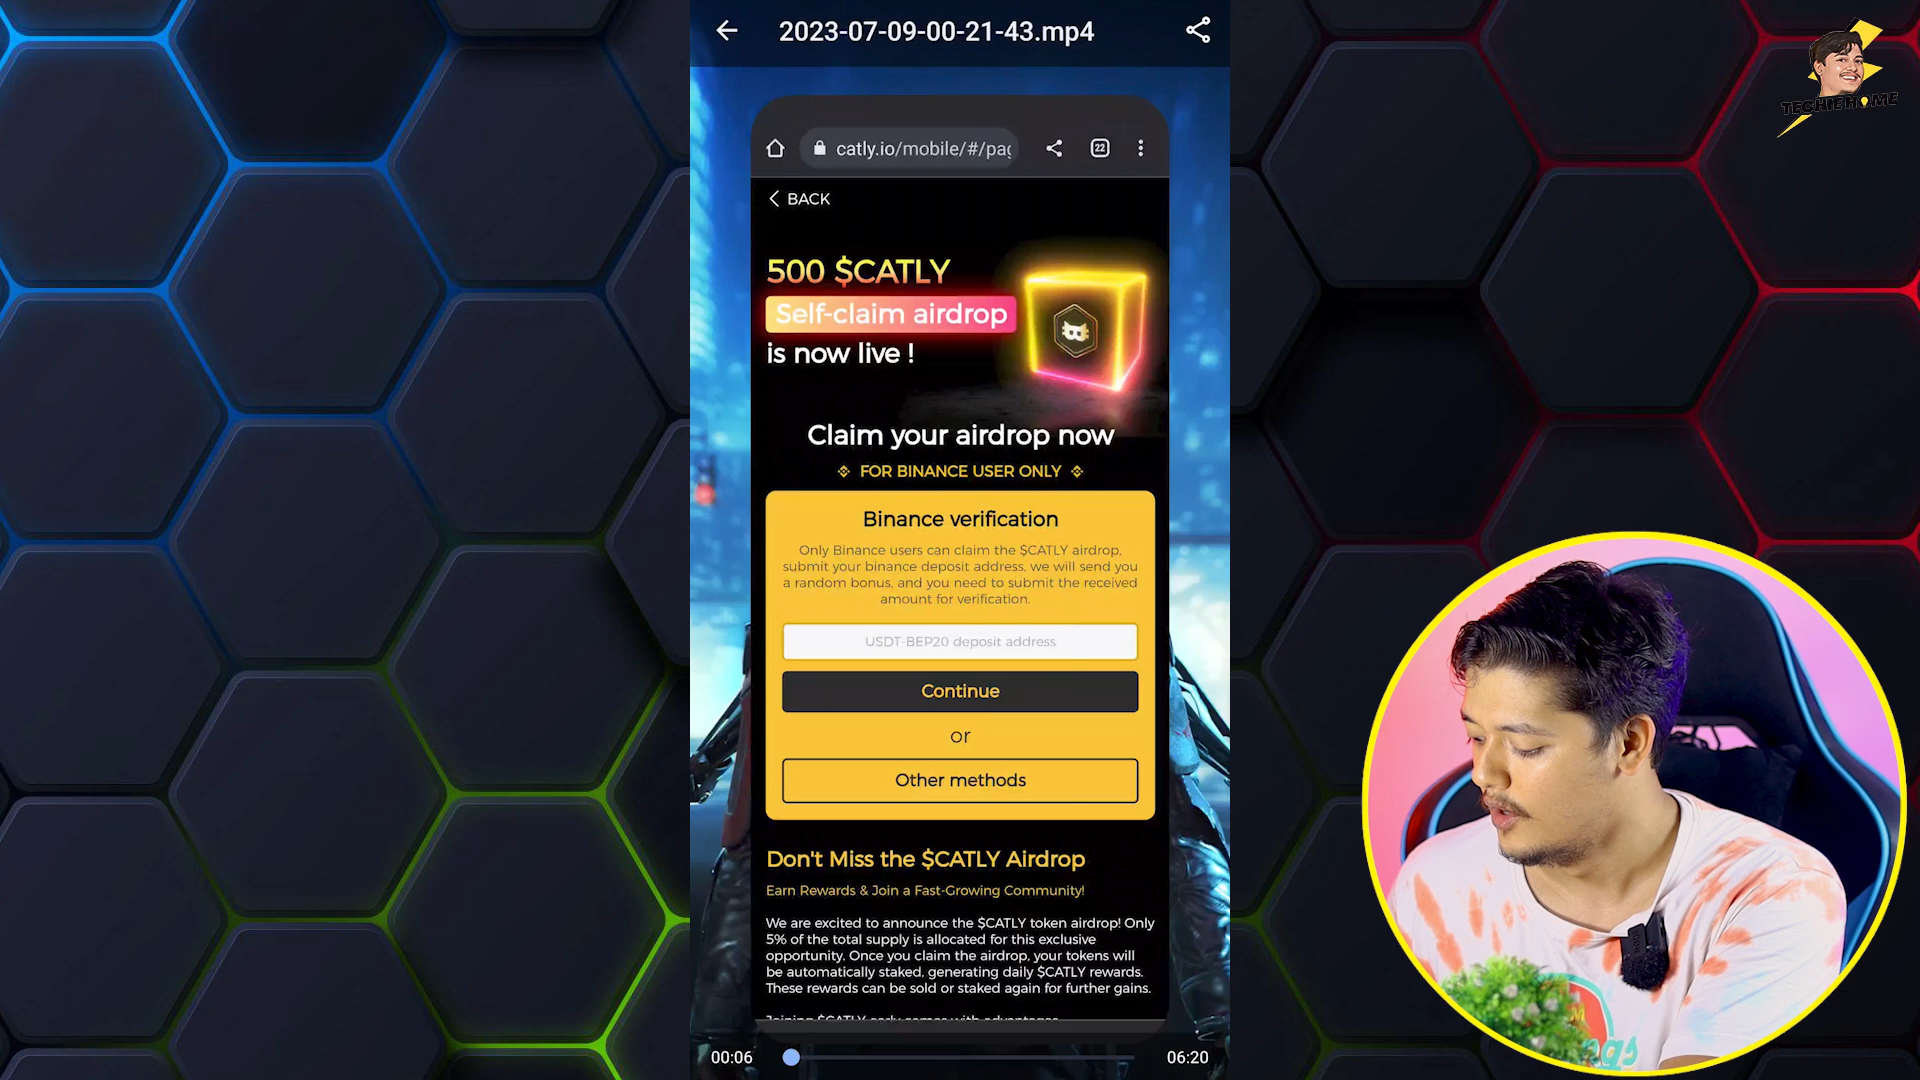 2023-07-09-00-21-43.mp4
TECHIE HOME
catly.io/mobile/#/pag
22
BACK
500 $CATLY
Self-claim airdrop
is now live !
Claim your airdrop now
FOR BINANCE USER ONLY
Binance verification
Only Binance users can claim the $CATLY airdrop,
submit your binance deposit address, we will send you
a random bonus, and you need to submit the received
amount for verification.
USDT-BEP20 deposit address
Continue
or
Other methods
Don't Miss the $CATLY Airdrop
Earn Rewards & Join a Fast-Growing Community!
We are excited to announce the $CATLY token airdrop! Only
5% of the total supply is allocated for this exclusive
opportunity. Once you claim the airdrop, your tokens will
be automatically staked, generating daily $CATLY rewards.
These rewards can be sold or staked again for further gains.
Joining $CATLY early comes with advantages
00:06
06:20